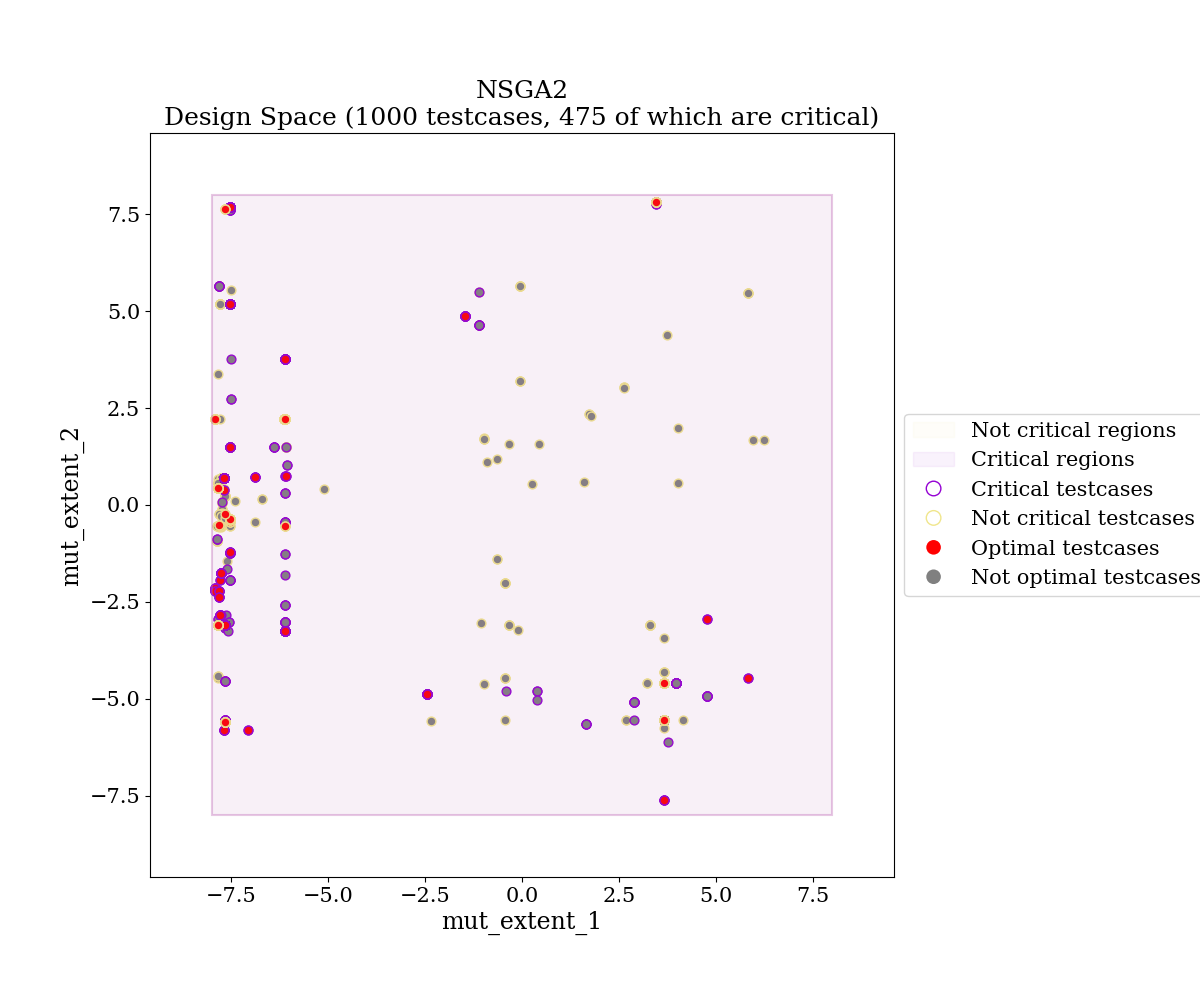 NSGA2
Design Space (1000 testcases, 475 of which are critical)
7.5
5.0
2.5
0.0
−2.5
−5.0
−7.5
mut_extent_2
−7.5
−5.0
−2.5
0.0
2.5
5.0
7.5
mut_extent_1
Not critical regions
Critical regions
Critical testcases
Not critical testcases
Optimal testcases
Not optimal testcases